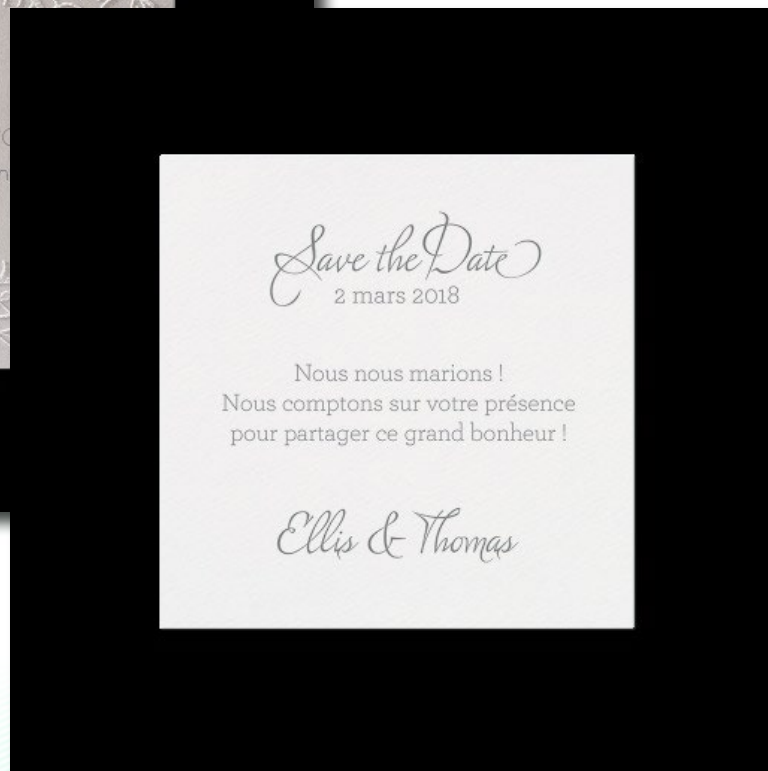 Save the Date
2 mars 2018
Nous nous marions !
Nous comptons sur votre présence
pour partager ce grand bonheur !
Ellis & Thomas